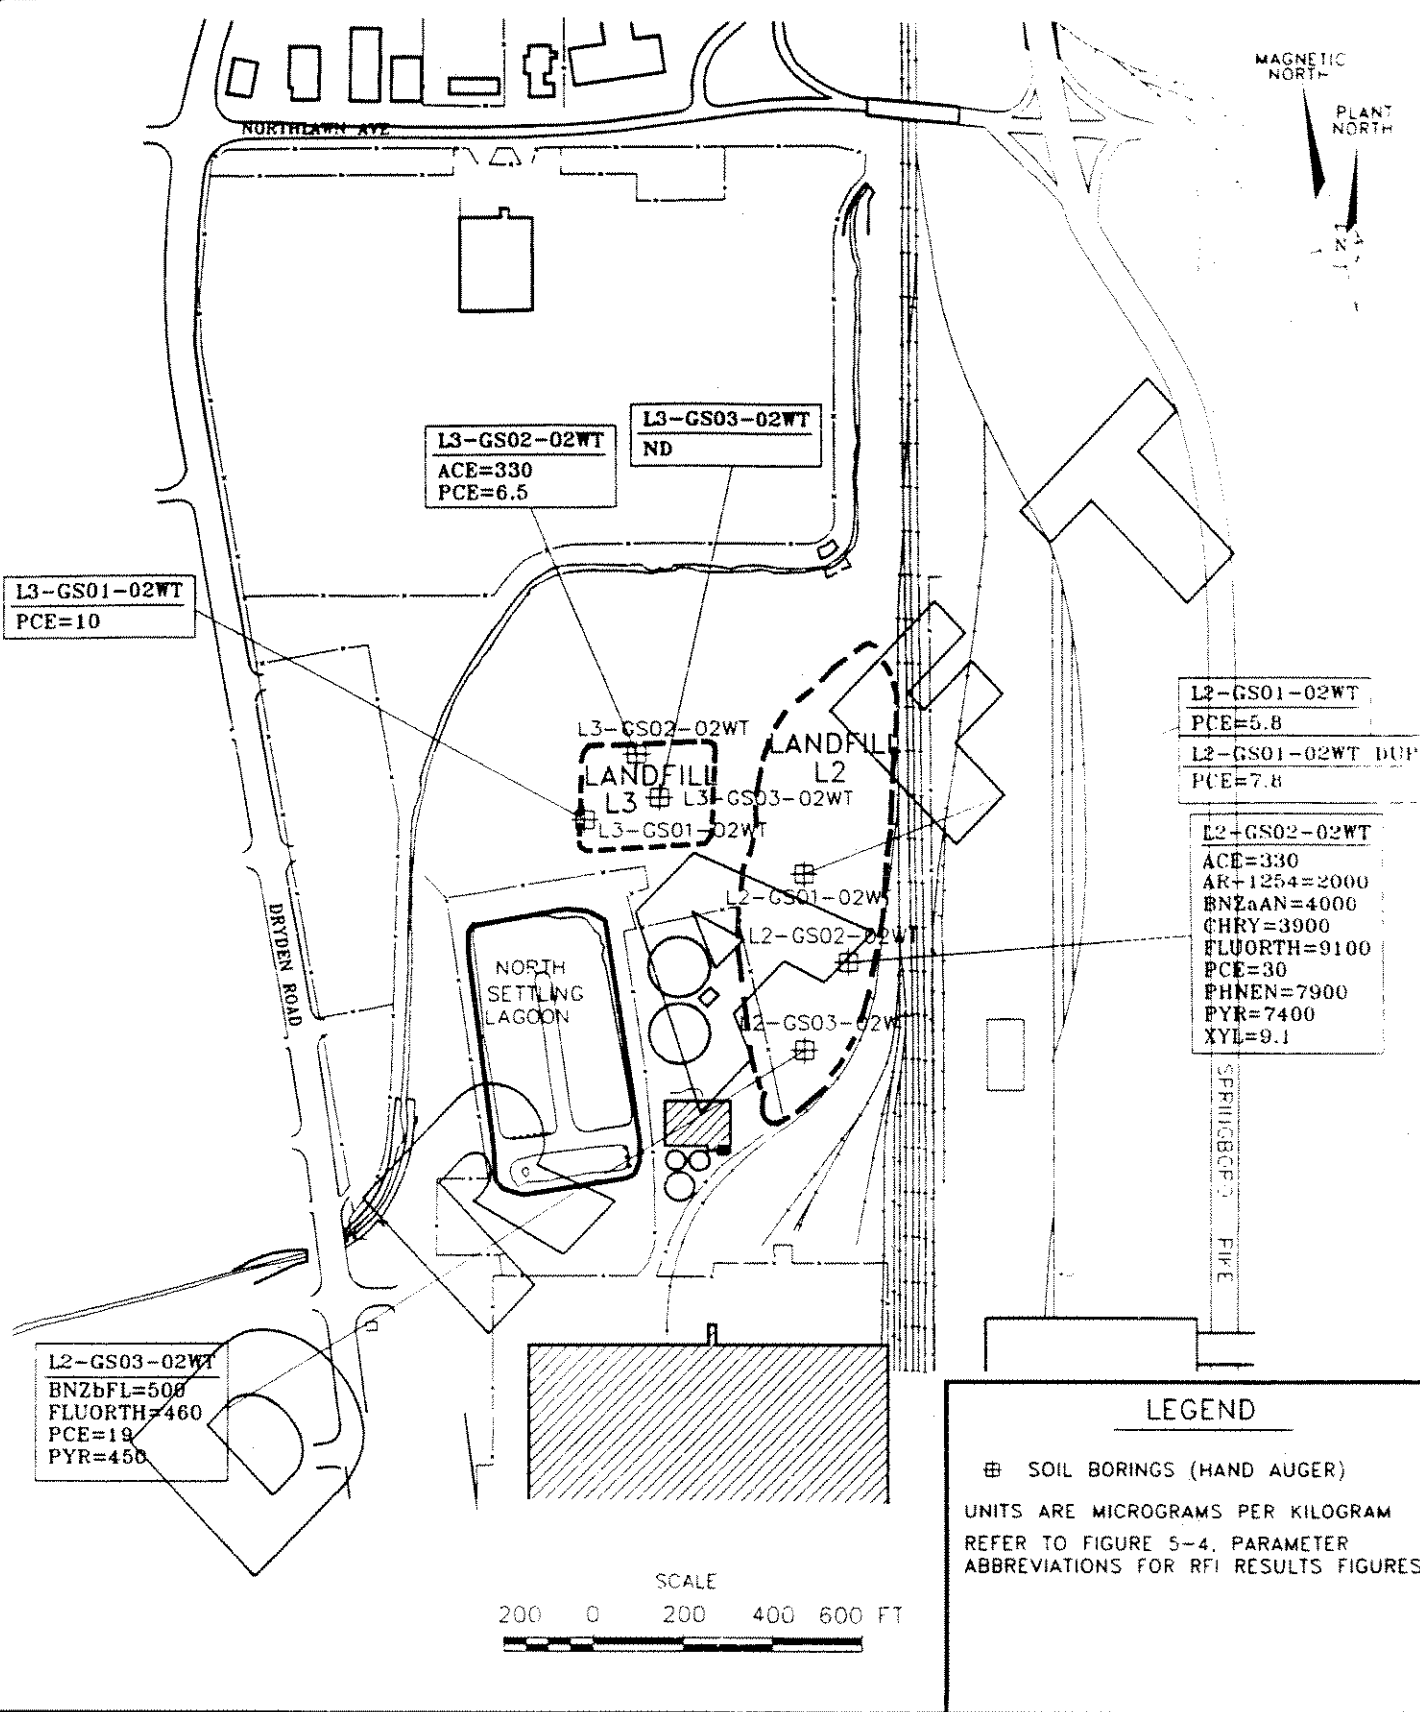 MAGNETIC
NORTH
PLANT
NORTH
N
NORTHLAWN AVE
L3-GS03-02WT
ND
L3-GS02-02WT
ACE=330
PCE=6.5
L3-GS01-02WT
PCE=10
L2-GS01-02WT
PCE=5.8
L2-GS01-02WT DUP
PCE=7.8
L3-GS02-02WT
LANDFILL
L3
L3-GS03-02WT
L3-GS01-02WT
LANDFILL
L2
L2-GS02-02WT
ACE=330
AR-1254=2000
BNZaAN=4000
CHRY=3900
FLUORTH=9100
PCE=30
PHNEN=7900
PYR=7400
XYL=9.1
L2-GS01-02W
L2-GS02-02WT
L2-GS03-02W
DRYDEN ROAD
NORTH
SETTLING
LAGOON
PIKE
L2-GS03-02WT
BNZbFL=500
FLUORTH=460
PCE=19
PYR=450
LEGEND
SOIL BORINGS (HAND AUGER)
UNITS ARE MICROGRAMS PER KILOGRAM
REFER TO FIGURE 5-4, PARAMETER
ABBREVIATIONS FOR RFI RESULTS FIGURES
SCALE
200 0 200 400 600 FT